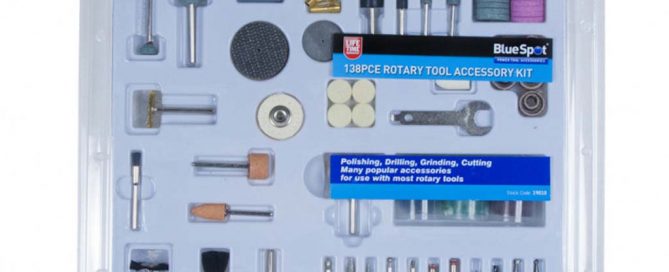 LIFE
TIME
BlueSpot
POWER TOOL ACCESSORIES
138PCE ROTARY TOOL ACCESSORY KIT
Polishing, Drilling, Grinding, Cutting
Many popular accessories
for use with most rotary tools
Stock Code: 19010